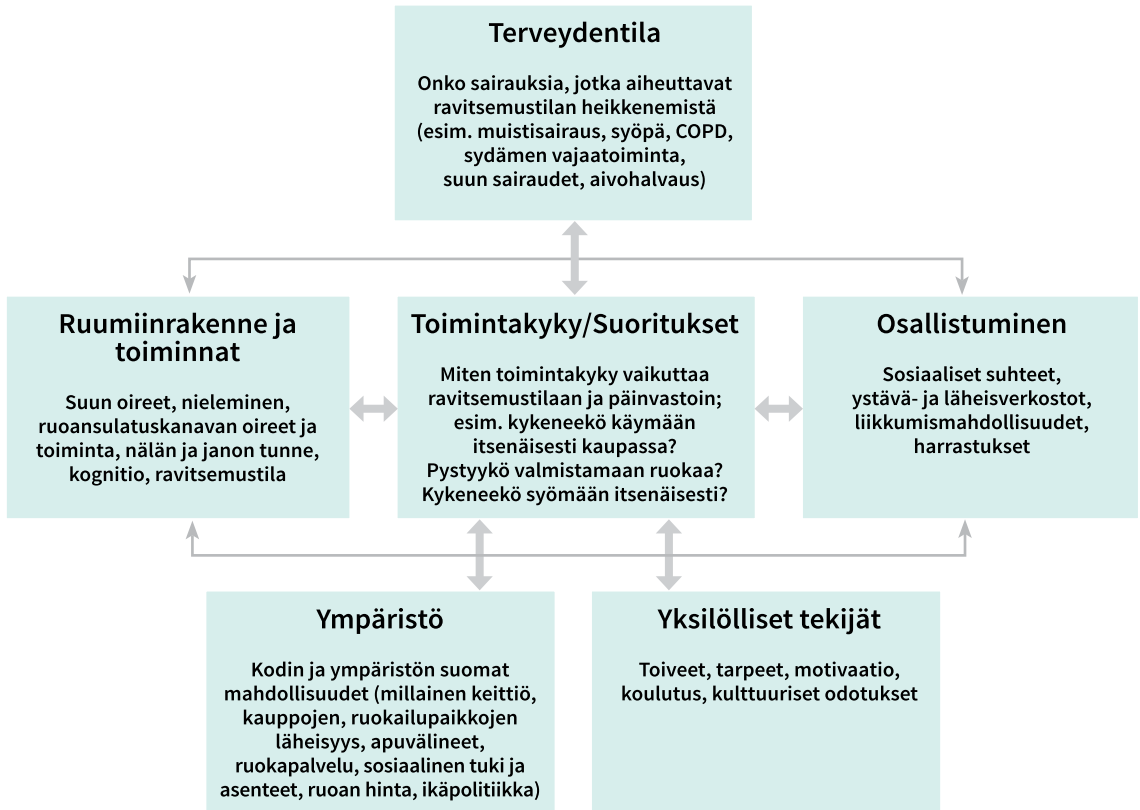 Terveydentila
Onko sairauksia, jotka aiheuttavat
ravitsemustilan heikkenemistä
(esim. muistisairaus, syöpä, COPD,
sydämen vajaatoiminta,
suun sairaudet, aivohalvaus)
Ruumiinrakenne ja
toiminnat
Suun oireet, nieleminen,
ruoansulatuskanavan oireet ja
toiminta, nälän ja janon tunne,
kognitio, ravitsemustila
Toimintakyky/Suoritukset
Miten toimintakyky vaikuttaa
ravitsemustilaan ja päinvastoin;
esim. kykeneekö käymään
itsenäisesti kaupassa?
Pystyykö valmistamaan ruokaa?
Kykeneekö syömään itsenäisesti?
Osallistuminen
Sosiaaliset suhteet,
ystävä- ja läheisverkostot,
liikkumismahdollisuudet,
harrastukset
Ympäristö
Kodin ja ympäristön suomat
mahdollisuudet (millainen keittiö,
kauppojen, ruokailupaikkojen
läheisyys, apuvälineet,
ruokapalvelu, sosiaalinen tuki ja
asenteet, ruoan hinta, ikäpolitiikka)
Yksilölliset tekijät
Toiveet, tarpeet, motivaatio,
koulutus, kulttuuriset odotukset